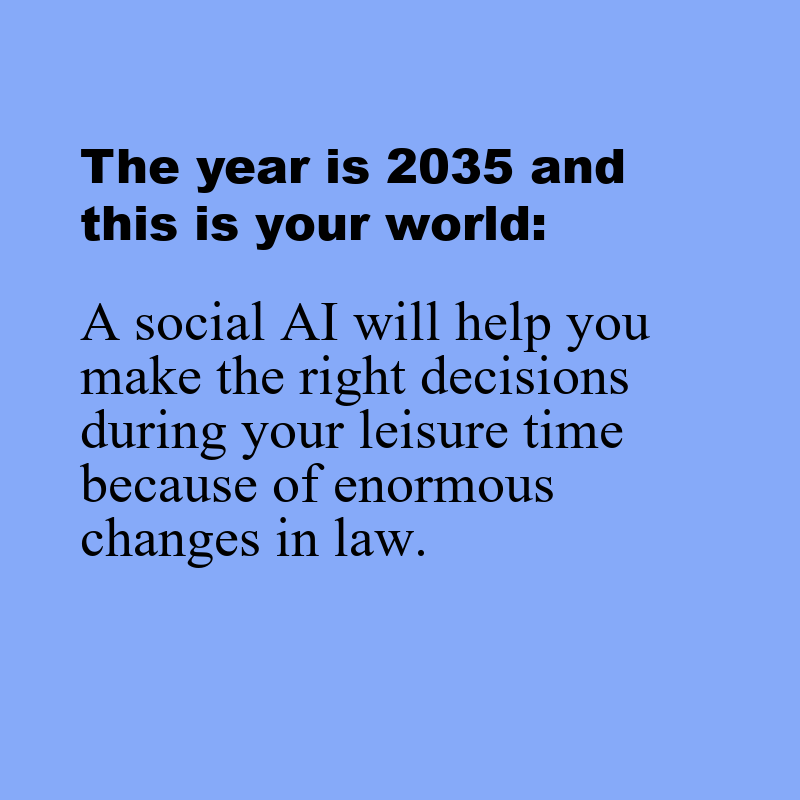 The year is 2035 and
this is your world:
A social AI will help you
make the right decisions
during your leisure time
because of enormous
changes in law.